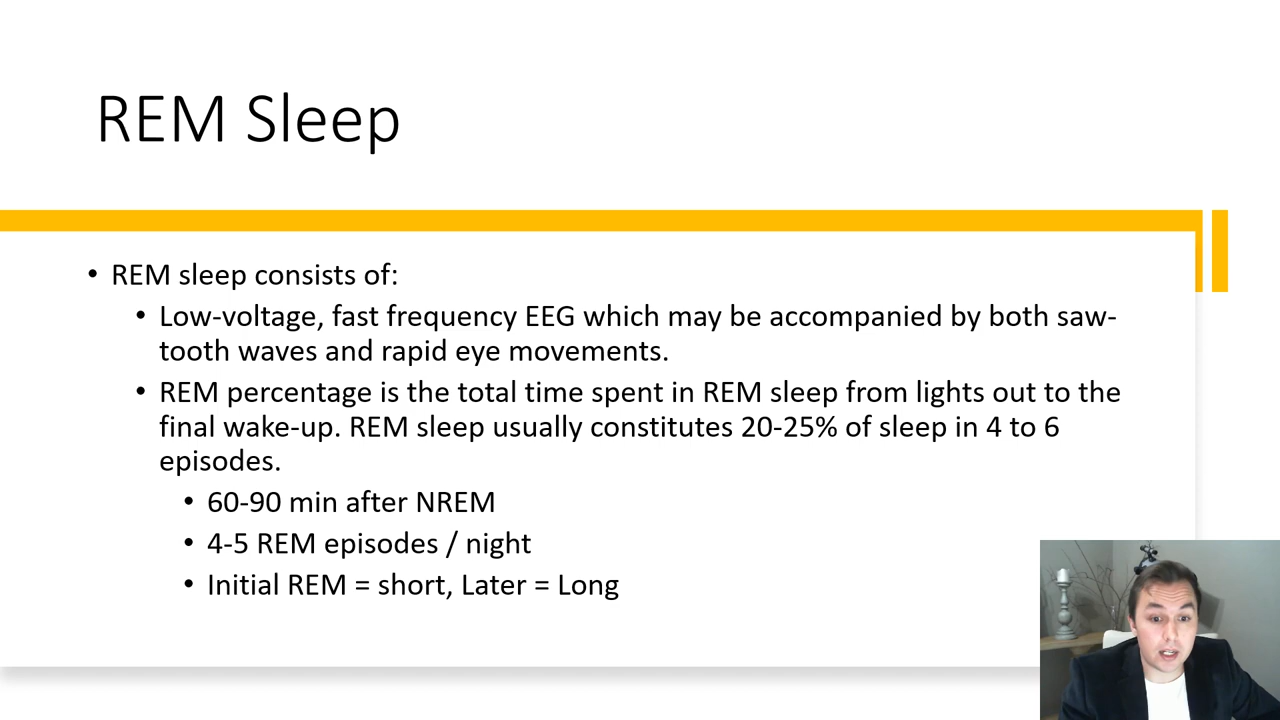 REM Sleep
• REM sleep consists of:
• Low-voltage, fast frequency EEG which may be accompanied by both saw-
tooth waves and rapid eye movements.
• REM percentage is the total time spent in REM sleep from lights out to the
final wake-up. REM sleep usually constitutes 20-25% of sleep in 4 to 6
episodes.
• 60-90 min after NREM
• 4-5 REM episodes / night
• Initial REM = short, Later = Long